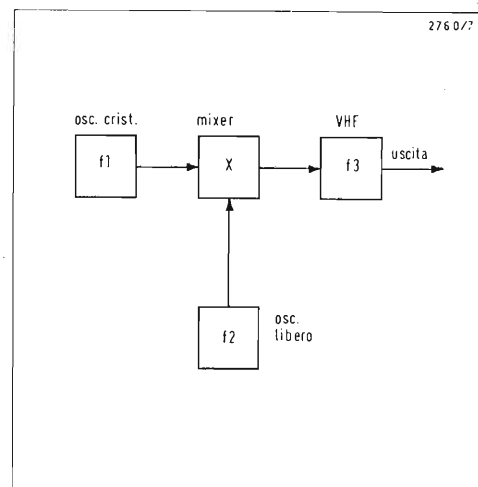 2760/7
osc. crist.
mixer
VHF
f1
X
f3
uscita
f2
osc.
libero